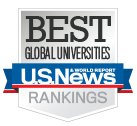 BEST
GLOBAL UNIVERSITIES
U.S.News
& WORLD REPORT
RANKINGS